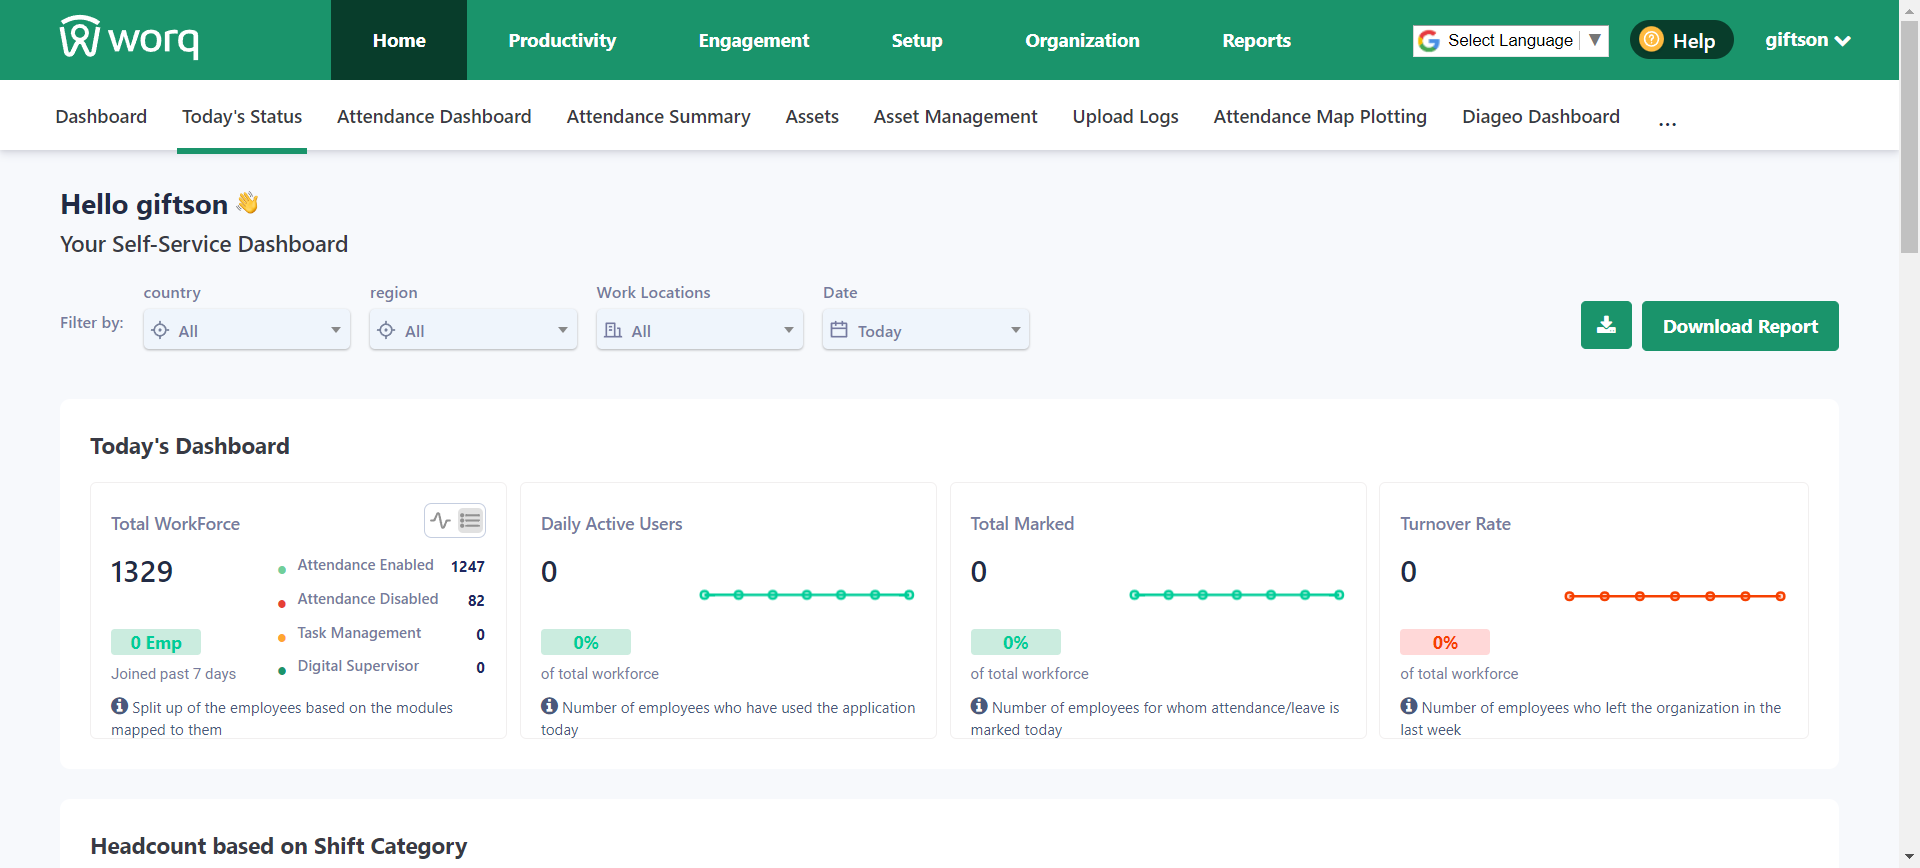 worq
Home
Productivity
Engagement
Setup
Organization
Reports
Select Language
Help
giftson
Dashboard
Today's Status
Attendance Dashboard
Attendance Summary
Assets
Asset Management
Upload Logs
Attendance Map Plotting
Diageo Dashboard
...
Hello giftson 👋
Your Self-Service Dashboard
Filter by:
country
All
region
All
Work Locations
All
Date
Today
Download Report
Today's Dashboard
Total WorkForce
1329
Attendance Enabled 1247
Attendance Disabled 82
Task Management 0
Digital Supervisor 0
0 Emp
Joined past 7 days
Split up of the employees based on the modules
mapped to them
Daily Active Users
0
0%
of total workforce
Number of employees who have used the application
today
Total Marked
0
0%
of total workforce
Number of employees for whom attendance/leave is
marked today
Turnover Rate
0
0%
of total workforce
Number of employees who left the organization in the
last week
Headcount based on Shift Category